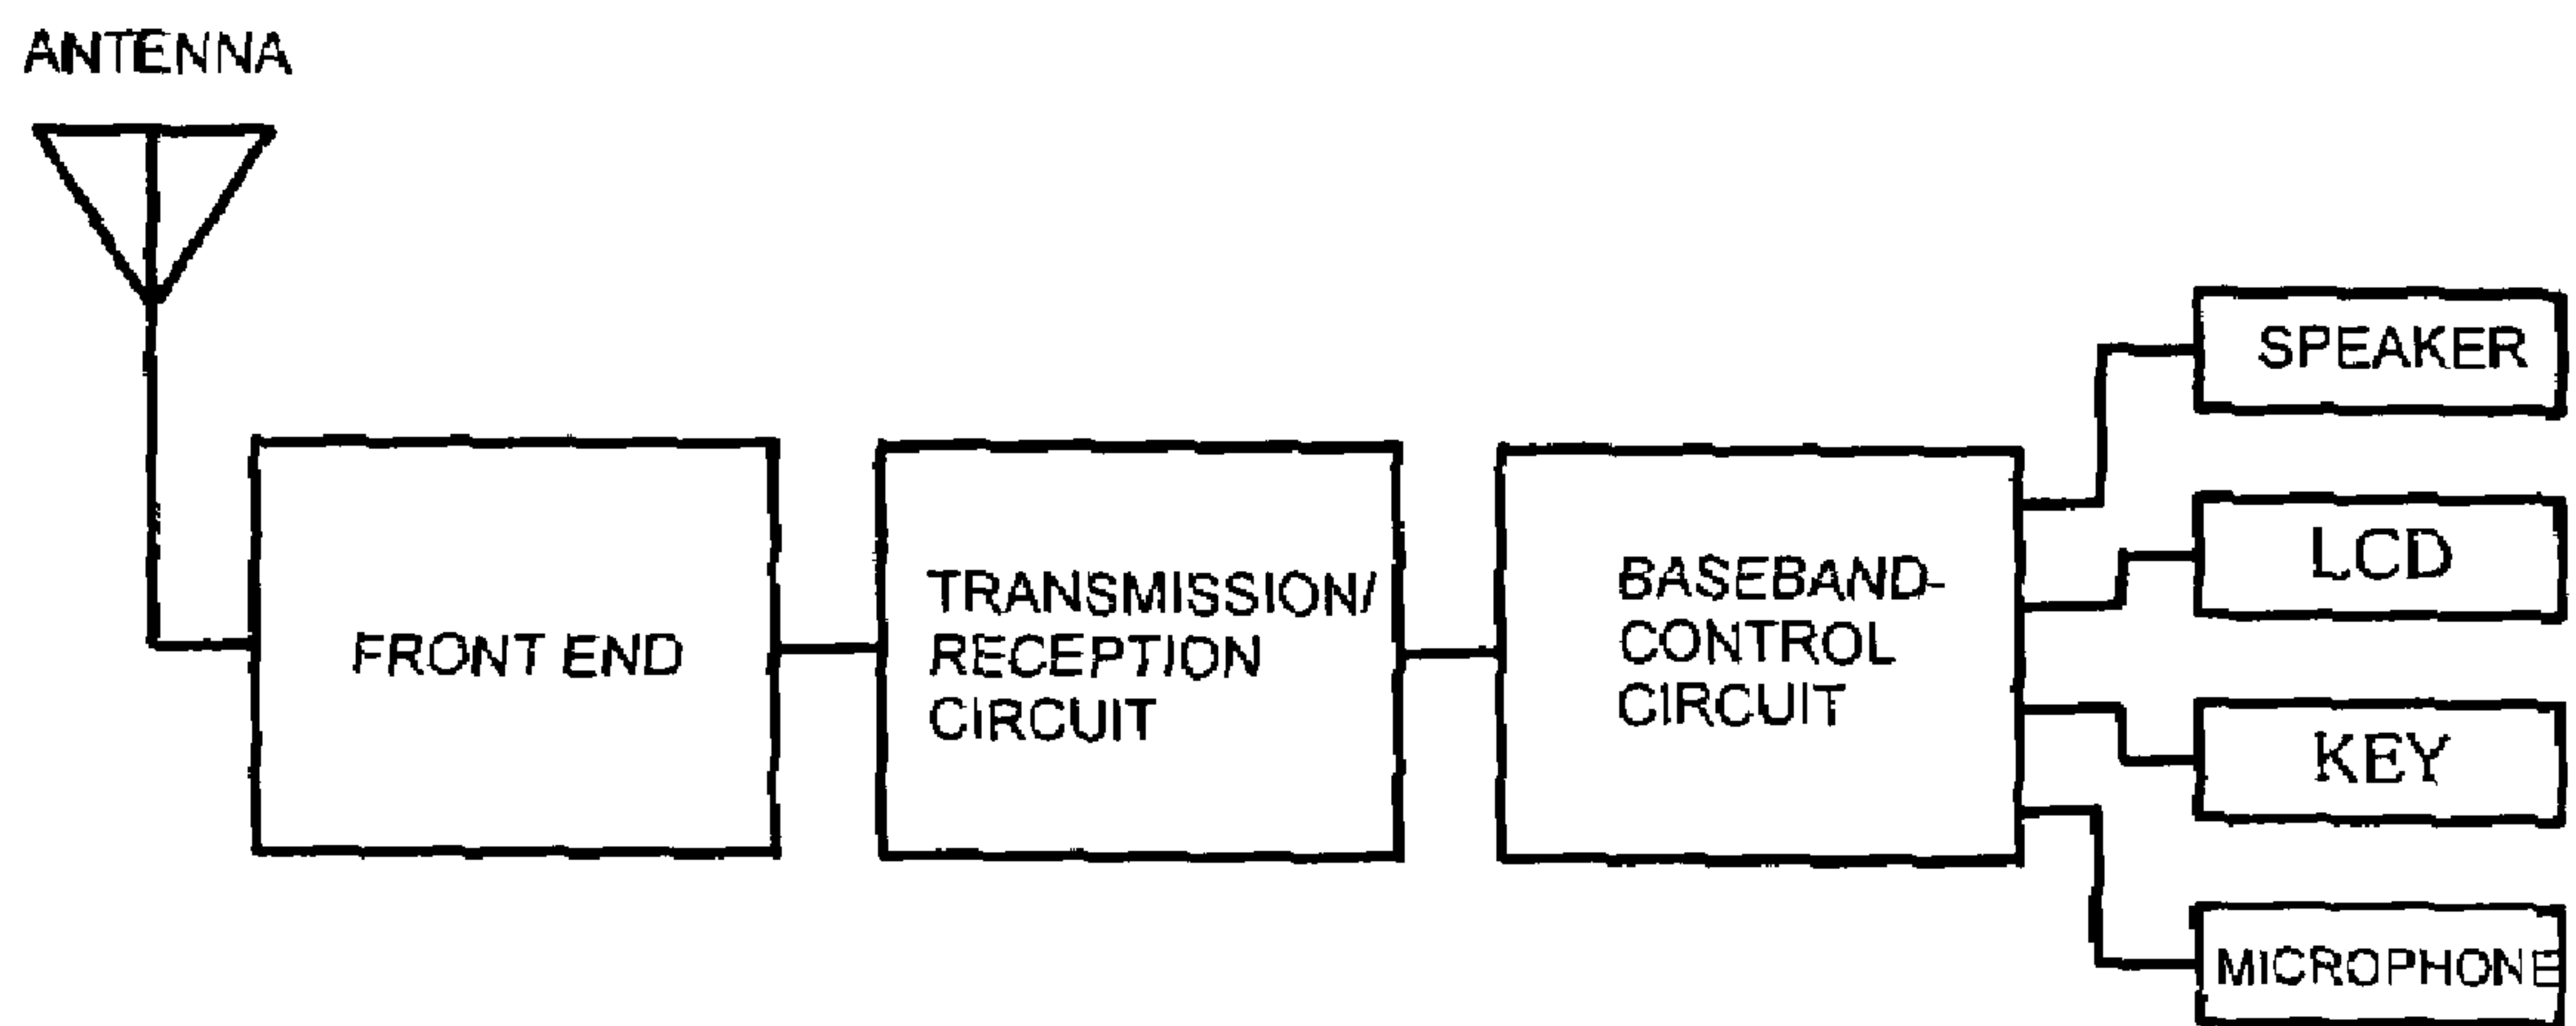 ANTENNA
FRONT END
TRANSMISSION/
RECEPTION
CIRCUIT
BASEBAND-
CONTROL
CIRCUIT
SPEAKER
LCD
KEY
MICROPHONE